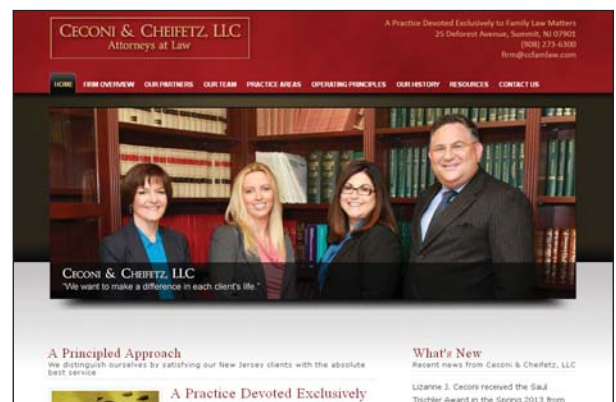 CECONI & CHEIFETZ, LLC
Attorneys at Law
A Practice Devoted Exclusively to Family Law Matters
25 Deforest Avenue, Summit, NJ 07901
(908) 273-6300
firm@ccfamlaw.com
HOME FIRM OVERVIEW OUR PARTNERS OUR TEAM PRACTICE AREAS OPERATING PRINCIPLES OUR HISTORY RESOURCES CONTACT US
CECONI & CHEIFETZ, LLC
"We want to make a difference in each client's life."
A Principled Approach
We distinguish ourselves by satisfying our New Jersey clients with the absolute
best service
A Practice Devoted Exclusively
What's New
Recent news from Ceconi & Cheifetz, LLC
Lizanne J. Ceconi received the Saul
Tischler Award in the Spring 2013 from